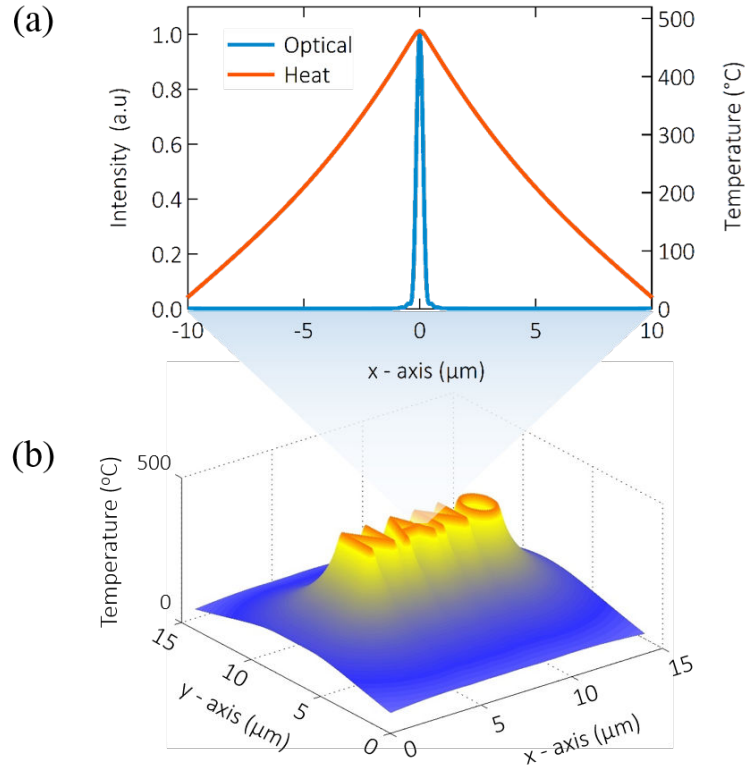 (a)
Optical
Heat
Intensity (a.u)
1.0
0.8
0.6
0.4
0.2
0.0
Temperature (°C)
500
400
300
200
100
0
-10
-5
0
5
10
x - axis (µm)
(b)
Temperature (ºC)
500
0
NANO
15
10
5
0
y - axis (µm)
0
5
10
15
x - axis (µm)